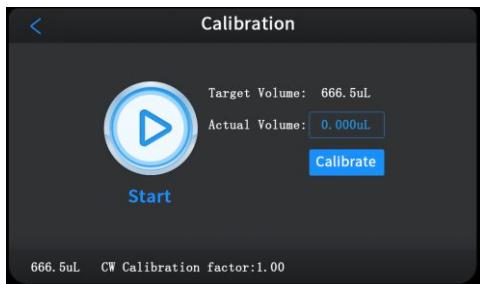 Calibration
Target Volume: 666.5uL
Actual Volume: 0.000uL
Calibrate
Start
666.5uL CW Calibration factor:1.00